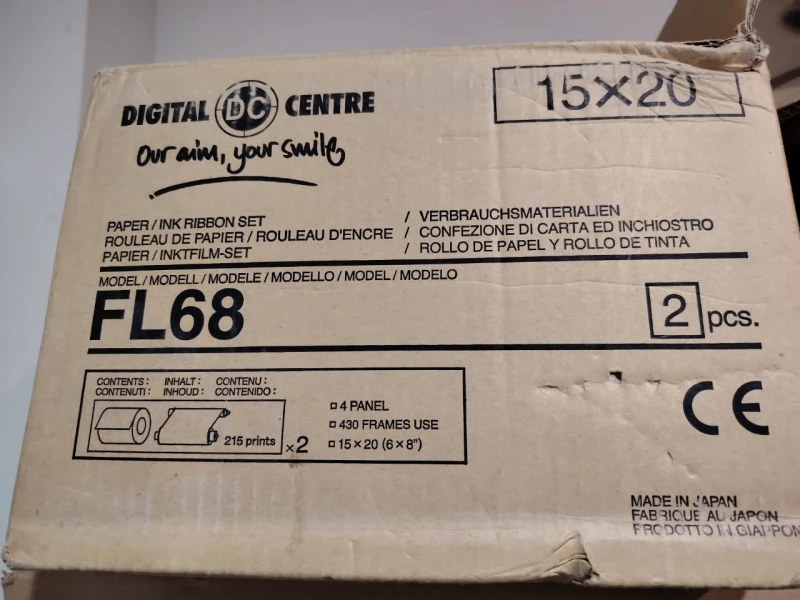 DIGITAL DC CENTRE
Our aim, your smile
15×20
PAPER / INK RIBBON SET / VERBRAUCHSMATERIALIEN
ROULEAU DE PAPIER / ROULEAU D'ENCRE / CONFEZIONE DI CARTA ED INCHIOSTRO
PAPIER / INKTFILM-SET / ROLLO DE PAPEL Y ROLLO DE TINTA
MODEL / MODELL / MODELE / MODELLO / MODEL / MODELO
FL68
2 pcs.
CONTENTS : INHALT : CONTENU :
CONTENUTI : INHOUD : CONTENIDO :
215 prints ×2
4 PANEL
430 FRAMES USE
15×20 (6×8")
CE
MADE IN JAPAN
FABRIQUE AU JAPON
PRODOTTO IN GIAPPON